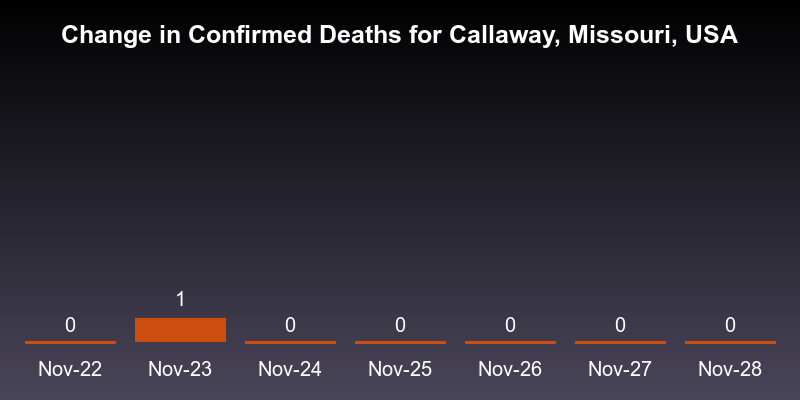 Change in Confirmed Deaths for Callaway, Missouri, USA
0 1 0 0 0 0 0
Nov-22 Nov-23 Nov-24 Nov-25 Nov-26 Nov-27 Nov-28